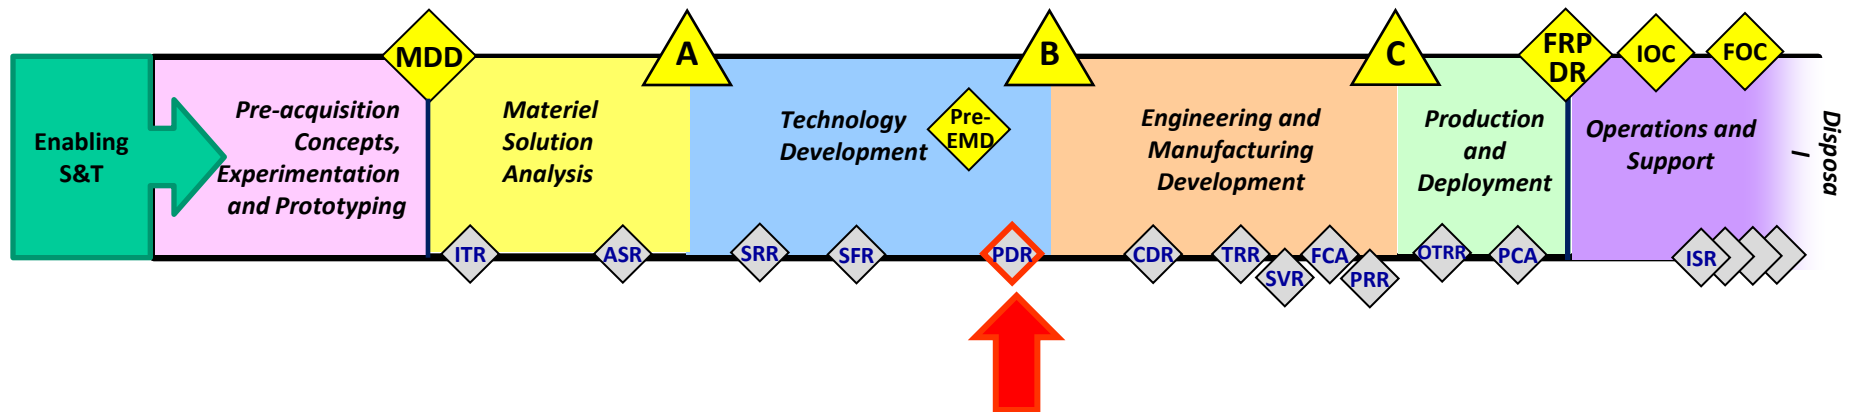 MDD
A
B
C
FRP
DR
IOC
FOC
Enabling
S&T
Pre-acquisition
Concepts,
Experimentation
and Prototyping
Materiel
Solution
Analysis
Technology
Development
Pre-
EMD
Engineering and
Manufacturing
Development
Production
and
Deployment
Operations and
Support
Disposa
l
ITR
ASR
SRR
SFR
PDR
CDR
TRR
SVR
FCA
PRR
OTRR
PCA
ISR